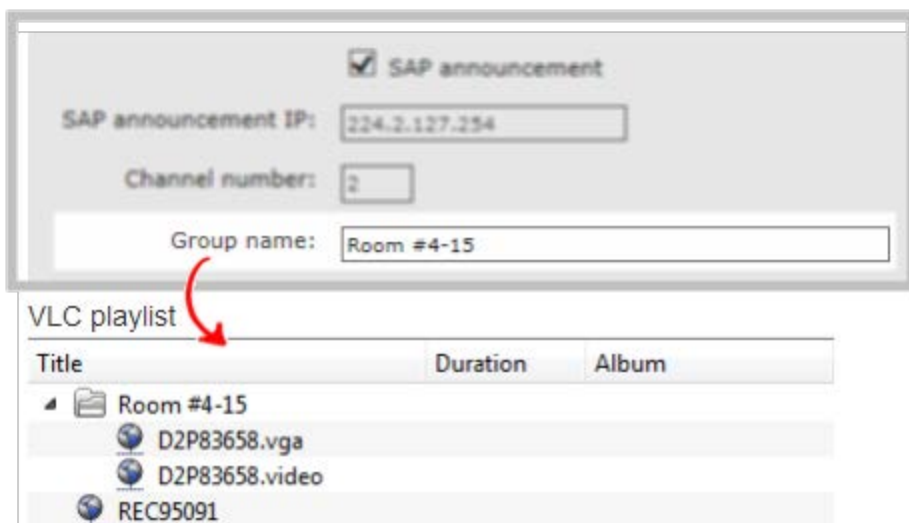 SAP announcement
SAP announcement IP: 224.2.127.254
Channel number: 2
Group name: Room #4-15
VLC playlist
Title Duration Album
Room #4-15
D2P83658.vga
D2P83658.video
REC95091